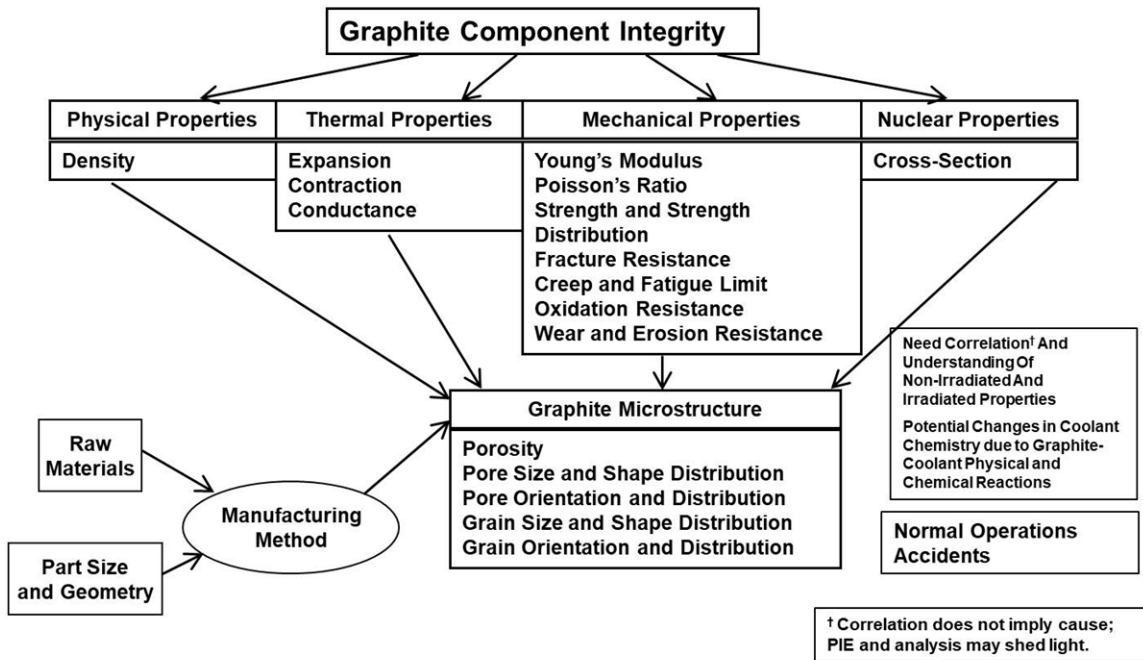 Graphite Component Integrity
Physical Properties
Thermal Properties
Mechanical Properties
Nuclear Properties
Density
Expansion
Contraction
Conductance
Young's Modulus
Poisson's Ratio
Strength and Strength
Distribution
Fracture Resistance
Creep and Fatigue Limit
Oxidation Resistance
Wear and Erosion Resistance
Cross-Section
Need Correlation† And
Understanding Of
Non-Irradiated And
Irradiated Properties
Potential Changes in Coolant
Chemistry due to Graphite-
Coolant Physical and
Chemical Reactions
Graphite Microstructure
Porosity
Pore Size and Shape Distribution
Pore Orientation and Distribution
Grain Size and Shape Distribution
Grain Orientation and Distribution
Raw
Materials
Manufacturing
Method
Part Size
and Geometry
Normal Operations
Accidents
† Correlation does not imply cause;
PIE and analysis may shed light.